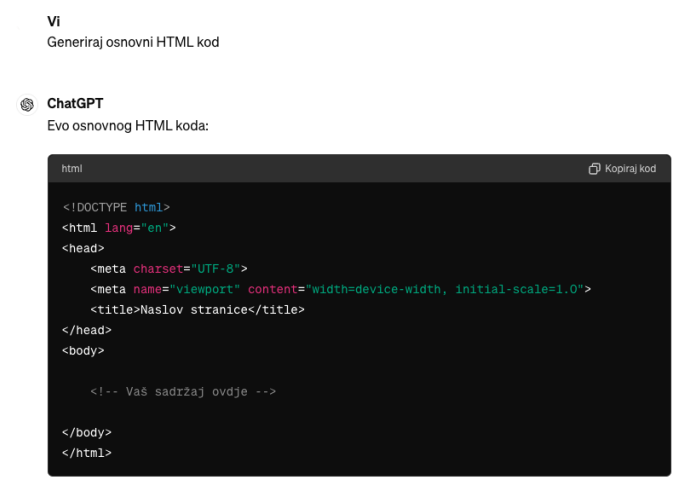 Vi
Generiraj osnovni HTML kod
ChatGPT
Evo osnovnog HTML koda:
html
Kopiraj kod
<!DOCTYPE html>
<html lang="en">
<head>
    <meta charset="UTF-8">
    <meta name="viewport" content="width=device-width, initial-scale=1.0">
    <title>Naslov stranice</title>
</head>
<body>
    <!-- Vaš sadržaj ovdje -->
</body>
</html>